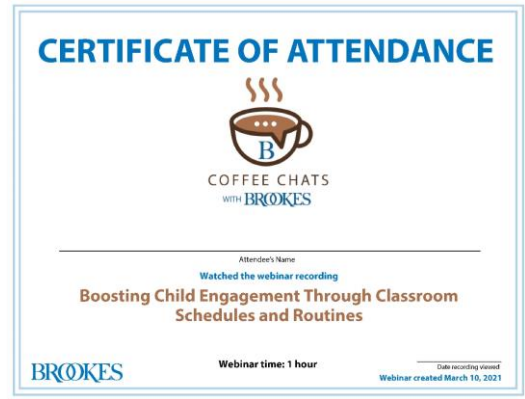 CERTIFICATE OF ATTENDANCE
B
COFFEE CHATS
WITH BROOKES
Attendee's Name
Watched the webinar recording
Boosting Child Engagement Through Classroom
Schedules and Routines
BROOKES
Webinar time: 1 hour
Date recording viewed
Webinar created March 10, 2021